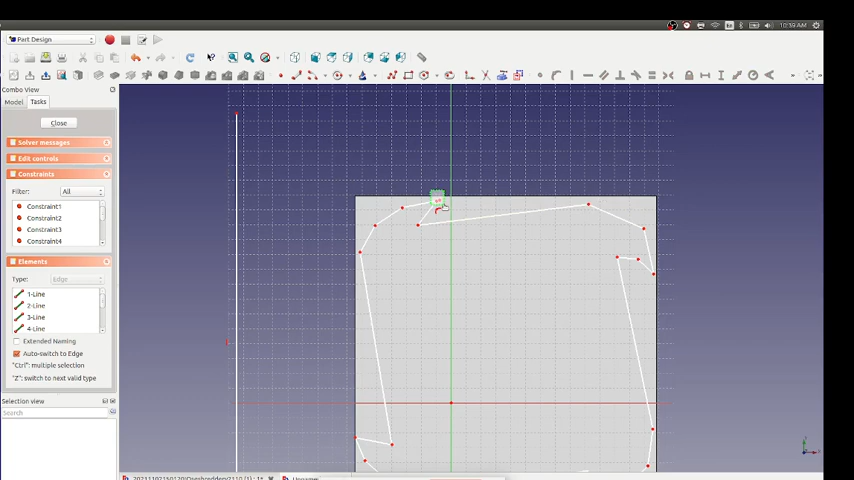 10:39 AM
Part Design
Combo View
Model
Tasks
Close
Solver messages
Edit controls
Constraints
Filter:
All
Constraint1
Constraint2
Constraint3
Constraint4
Elements
Type:
Edge
1-Line
2-Line
3-Line
4-Line
Extended Naming
Auto-switch to Edge
"Ctrl": multiple selection
"Z": switch to next valid type
Selection view
Search